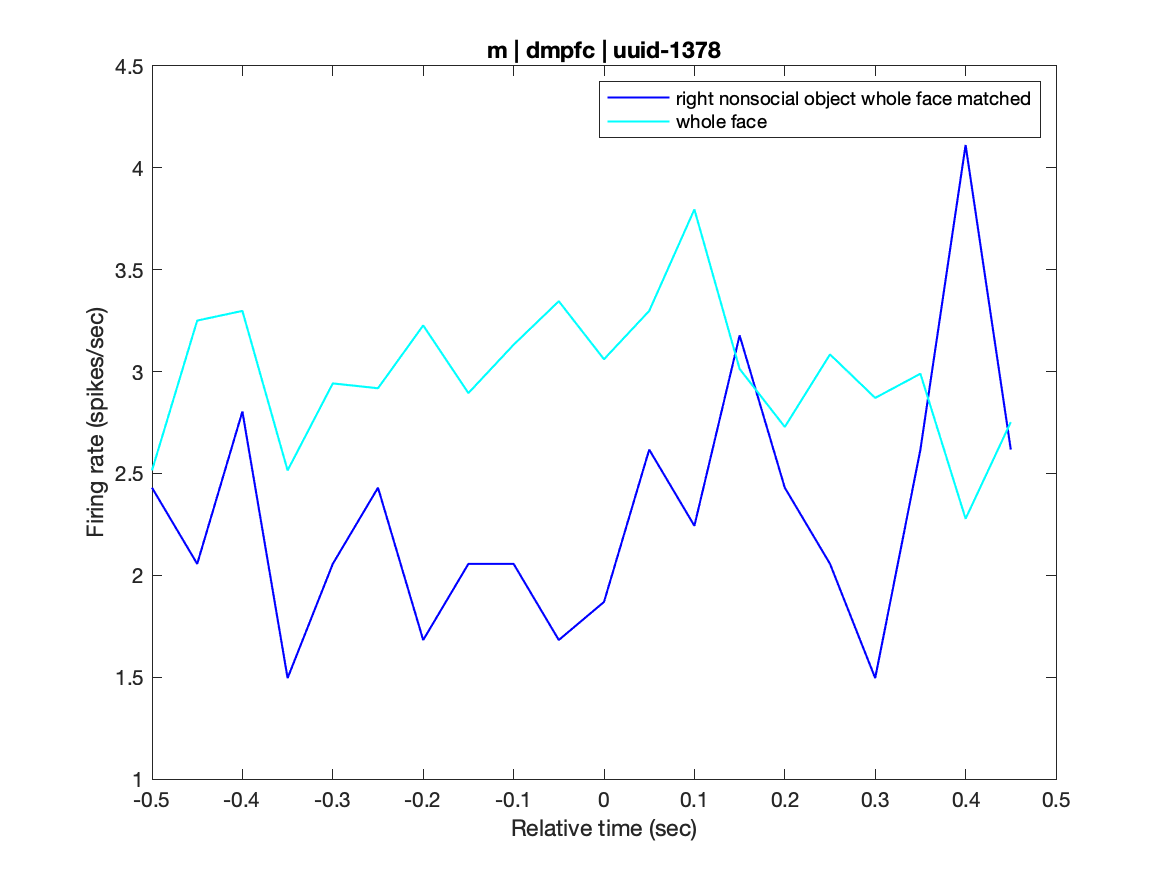 m | dmpfc | uuid-1378
right nonsocial object whole face matched
whole face
Firing rate (spikes/sec)
4.5
4
3.5
3
2.5
2
1.5
1
-0.5 -0.4 -0.3 -0.2 -0.1 0 0.1 0.2 0.3 0.4 0.5
Relative time (sec)